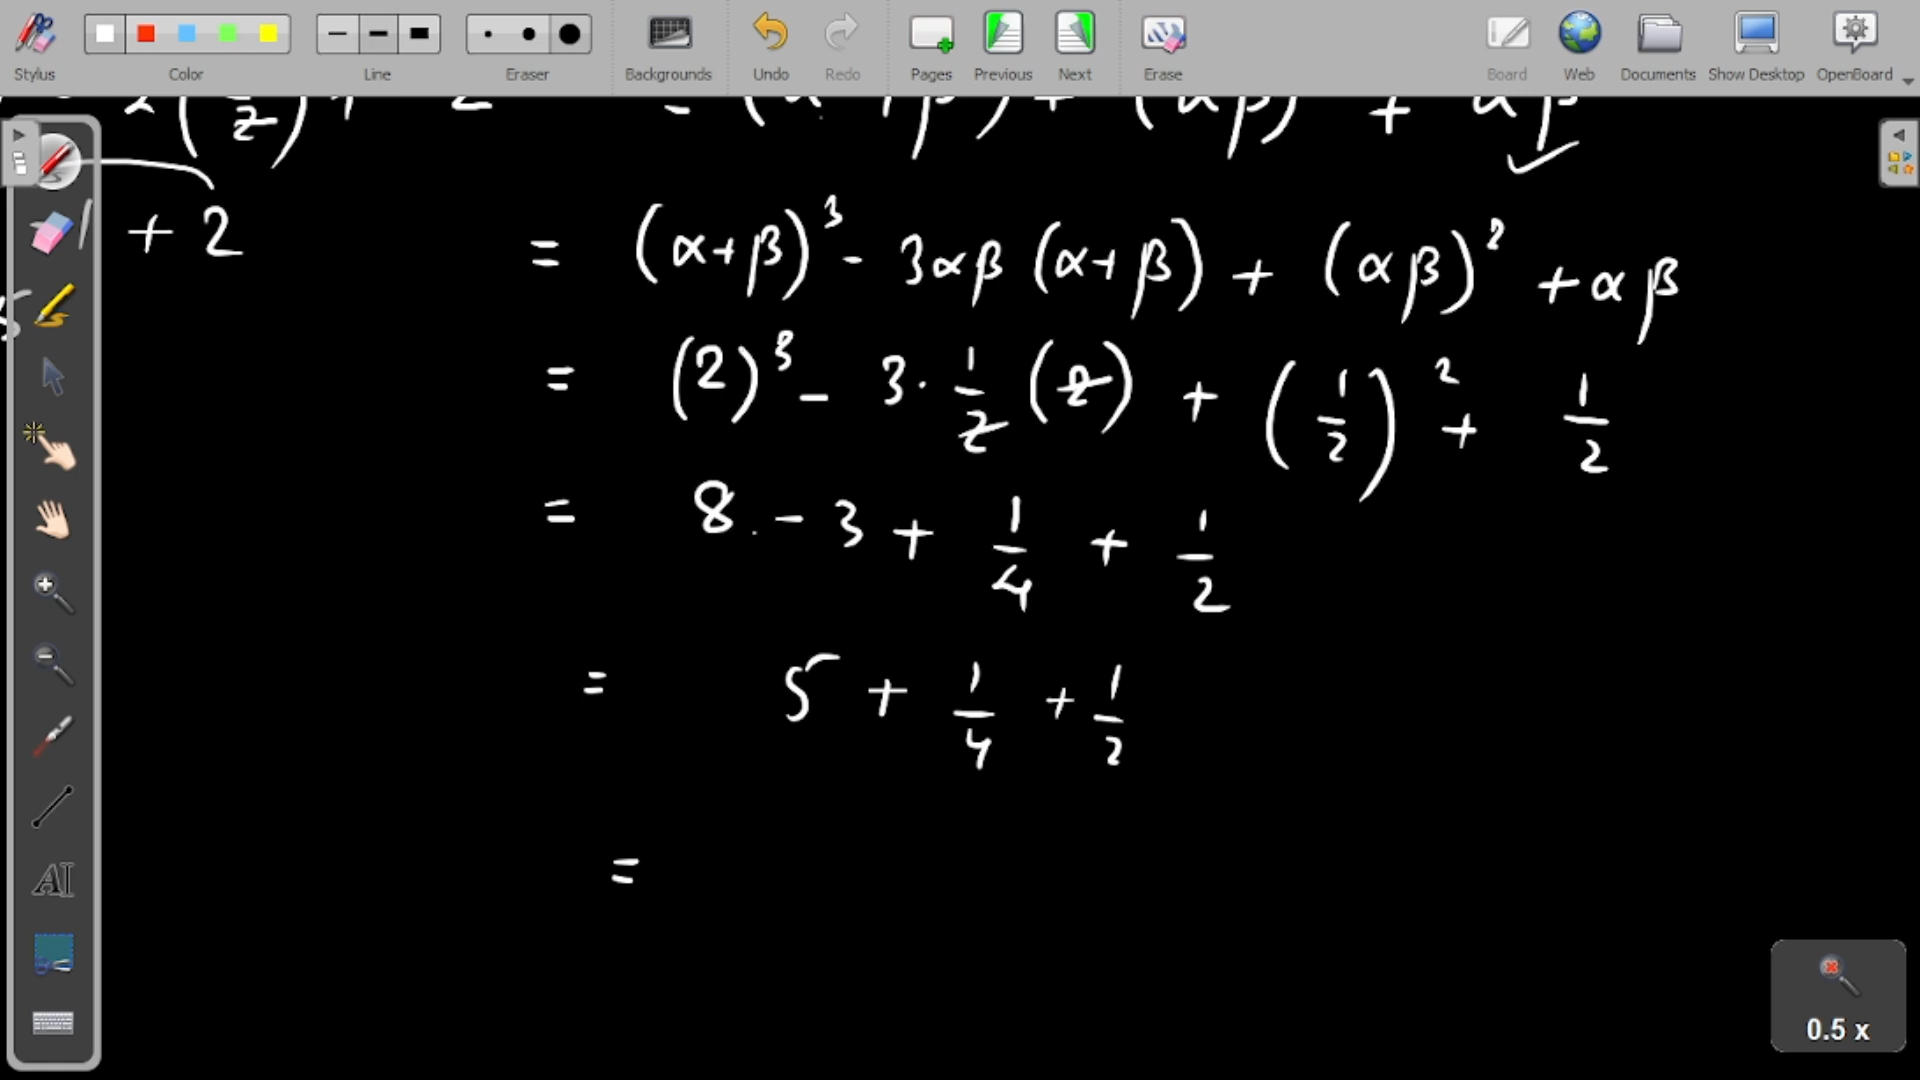 Stylus Color Line Eraser Backgrounds Undo Redo Pages Previous Next Erase Board Web Documents Show Desktop OpenBoard
+ 2
= (α+β)³ - 3αβ (α+β) + (αβ)² + αβ
= (2)³ - 3· 1/2 (2) + (1/2)² + 1/2
= 8 - 3 + 1/4 + 1/2
= 5 + 1/4 + 1/2
=
0.5 x